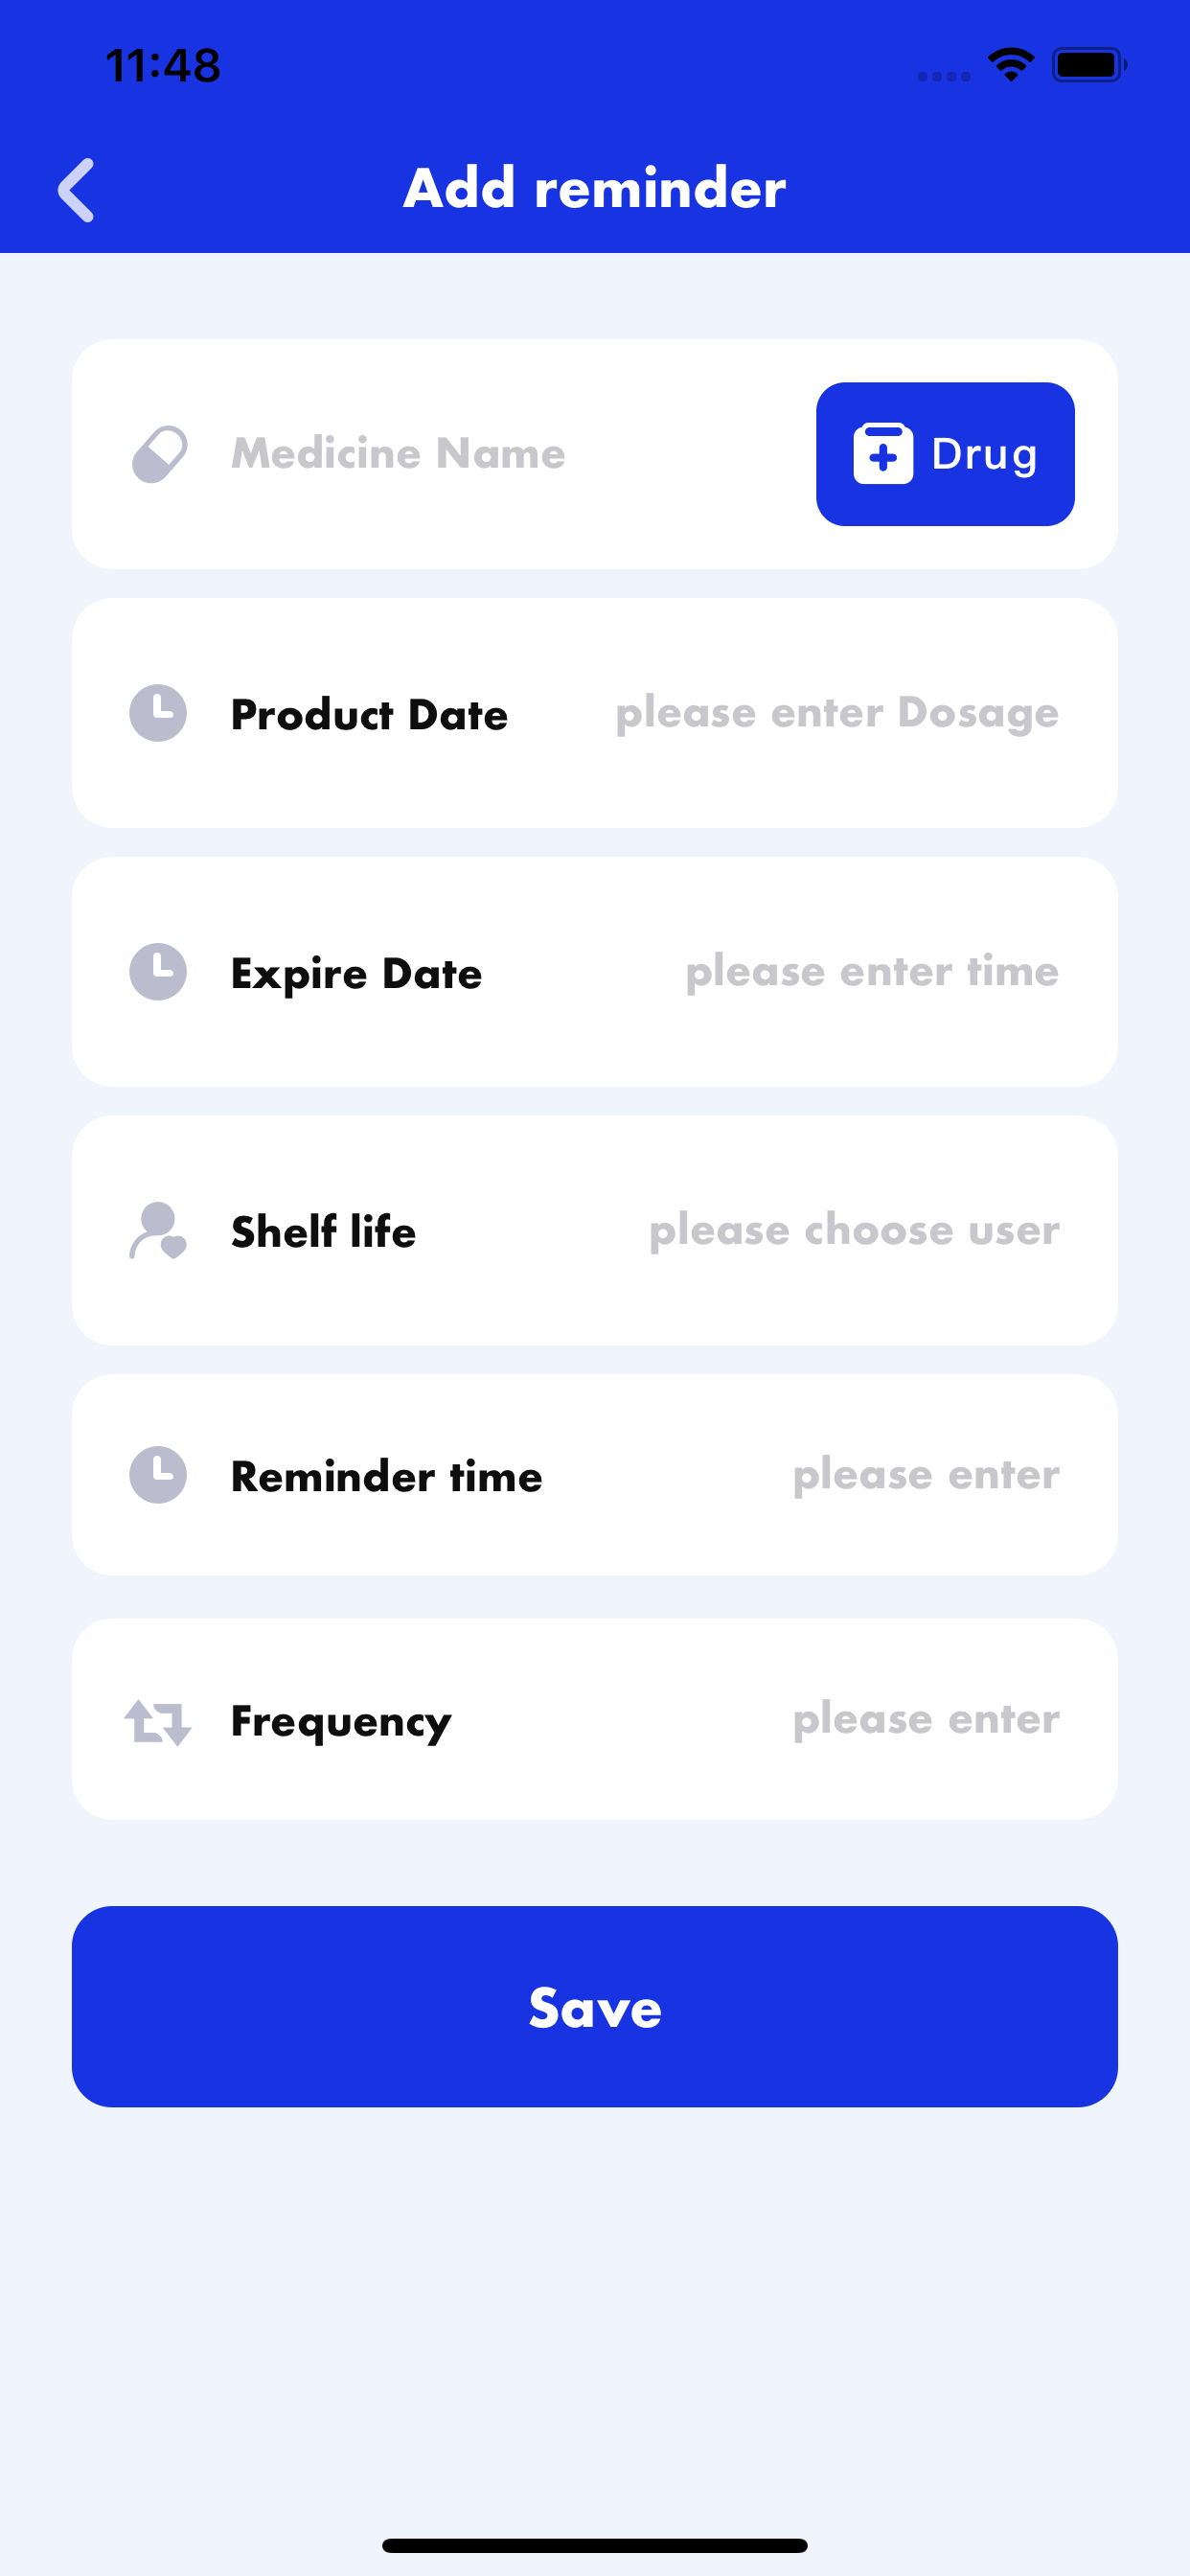 11:48
Add reminder
Medicine Name
Drug
Product Date
please enter Dosage
Expire Date
please enter time
Shelf life
please choose user
Reminder time
please enter
Frequency
please enter
Save